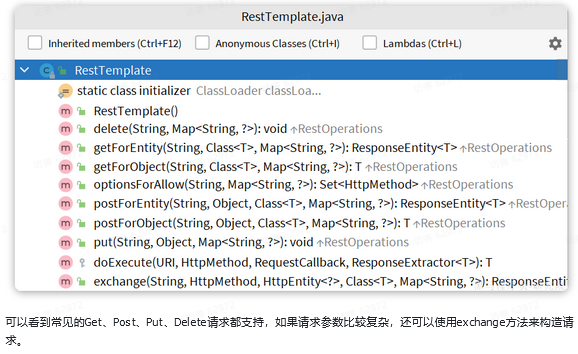 RestTemplate.java
Inherited members (Ctrl+F12) Anonymous Classes (Ctrl+I) Lambdas (Ctrl+L)
RestTemplate
static class initializer ClassLoader classLoa...
RestTemplate()
delete(String, Map<String, ?>): void ↑RestOperations
getForEntity(String, Class<T>, Map<String, ?>): ResponseEntity<T> ↑RestOperations
getForObject(String, Class<T>, Map<String, ?>): T ↑RestOperations
optionsForAllow(String, Map<String, ?>): Set<HttpMethod> ↑RestOperations
postForEntity(String, Object, Class<T>, Map<String, ?>): ResponseEntity<T> ↑RestOpera
postForObject(String, Object, Class<T>, Map<String, ?>): T ↑RestOperations
put(String, Object, Map<String, ?>): void ↑RestOperations
doExecute(URI, HttpMethod, RequestCallback, ResponseExtractor<T>): T
exchange(String, HttpMethod, HttpEntity<?>, Class<T>, Map<String, ?>): ResponseEnti
可以看到常见的Get、Post、Put、Delete请求都支持，如果请求参数比较复杂，还可以使用exchange方法来构造请
求。